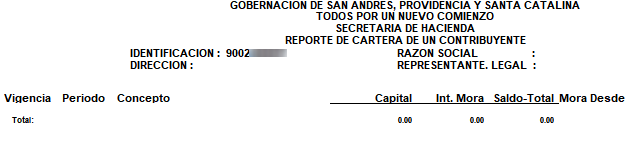 GOBERNACION DE SAN ANDRES, PROVIDENCIA Y SANTA CATALINA
TODOS POR UN NUEVO COMIENZO
SECRETARIA DE HACIENDA
REPORTE DE CARTERA DE UN CONTRIBUYENTE
IDENTIFICACION : 9002 RAZON SOCIAL :
DIRECCION : REPRESENTANTE. LEGAL :
Vigencia Periodo Concepto Capital Int. Mora Saldo-Total Mora Desde
Total: 0.00 0.00 0.00